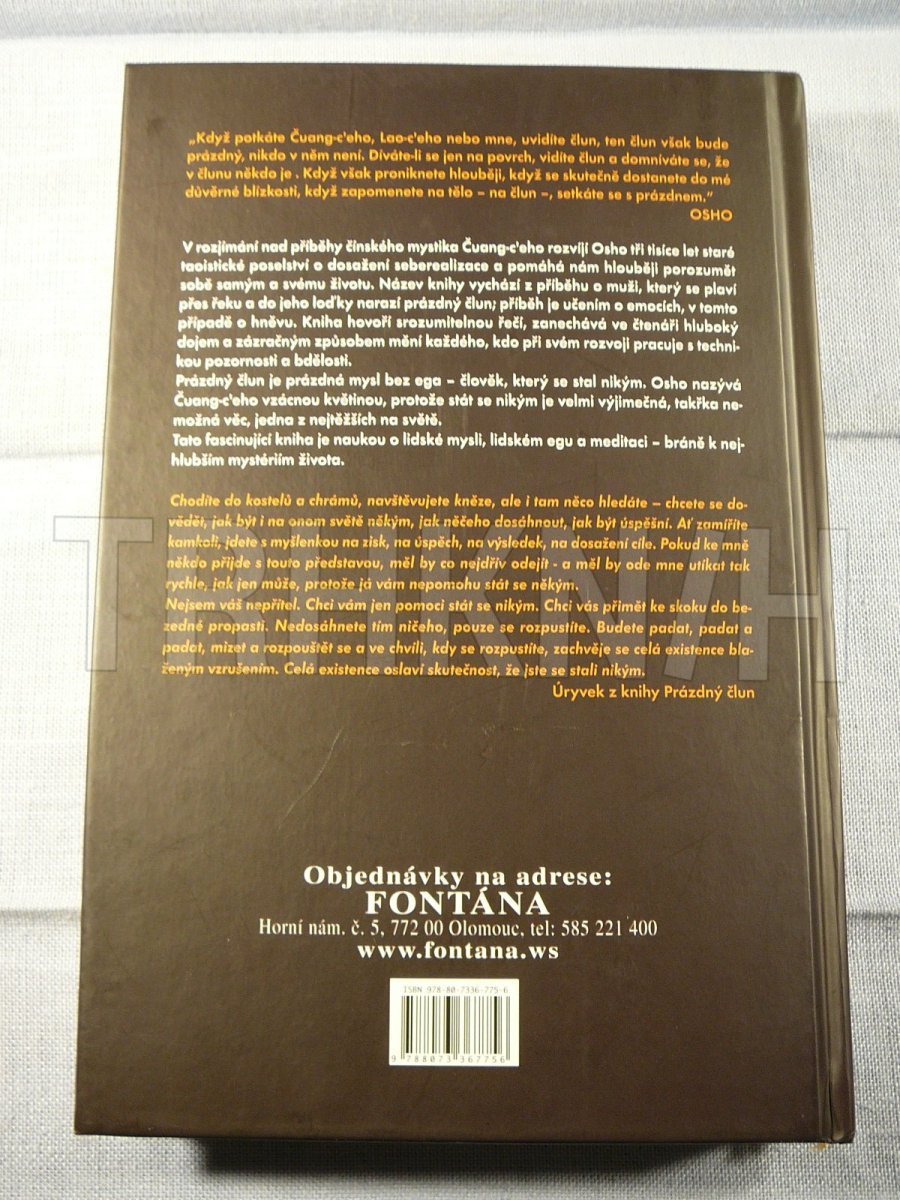 „Když potkáte Čuang-c'eho, Lao-c'eho nebo mne, uvidíte člun, ten člun však bude
prázdný, nikdo v něm není. Díváte-li se jen na povrch, vidíte člun a domníváte se, že
v člunu někdo je . Když však proniknete hlouběji, když se skutečně dostanete do mé
důvěrné blízkosti, když zapomenete na tělo – na člun –, setkáte se s prázdnem.“
OSHO
V rozjímání nad příběhy čínského mystika Čuang-c'eho rozvíjí Osho tři tisíce let staré
taoistické poselství o dosažení seberealizace a pomáhá nám hlouběji porozumět
sobě samým a svému životu. Název knihy vychází z příběhu o muži, který se plaví
přes řeku a do jeho loďky narazí prázdný člun; příběh je učením o emocích, v tomto
případě o hněvu. Kniha hovoří srozumitelnou řečí, zanechává ve čtenáři hluboký
dojem a zázračným způsobem mění každého, kdo při svém rozvoji pracuje s techni-
kou pozornosti a bdělosti.
Prázdný člun je prázdná mysl bez ega – člověk, který se stal nikým. Osho nazývá
Čuang-c'eho vzácnou květinou, protože stát se nikým je velmi výjimečná, takřka ne-
možná věc, jedna z nejtěžších na světě.
Tato fascinující kniha je naukou o lidské mysli, lidském egu a meditaci – bráně k nej-
hlubším mystériím života.
Chodíte do kostelů a chrámů, navštěvujete kněze, ale i tam něco hledáte – chcete se do-
vědět, jak být i na onom světě někým, jak něčeho dosáhnout, jak být úspěšní. Ať zamíříte
kamkoli, jdete s myšlenkou na zisk, na úspěch, na výsledek, na dosažení cíle. Pokud ke mně
někdo přijde s touto představou, měl by co nejdřív odejít - a měl by ode mne utíkat tak
rychle, jak jen může, protože já vám nepomohu stát se někým.
Nejsem váš nepřítel. Chci vám jen pomoci stát se nikým. Chci vás přimět ke skoku do be-
zedné propasti. Nedosáhnete tím ničeho, pouze se rozpustíte. Budete padat, padat a
padat, mizet a rozpouštět se a ve chvíli, kdy se rozpustíte, zachvěje se celá existence bla-
ženým vzrušením. Celá existence oslaví skutečnost, že jste se stali nikým.
Úryvek z knihy Prázdný člun
Objednávky na adrese:
FONTÁNA
Horní nám. č. 5, 772 00 Olomouc, tel: 585 221 400
www.fontana.ws
ISBN 978-80-7336-775-6
9 788073 367756